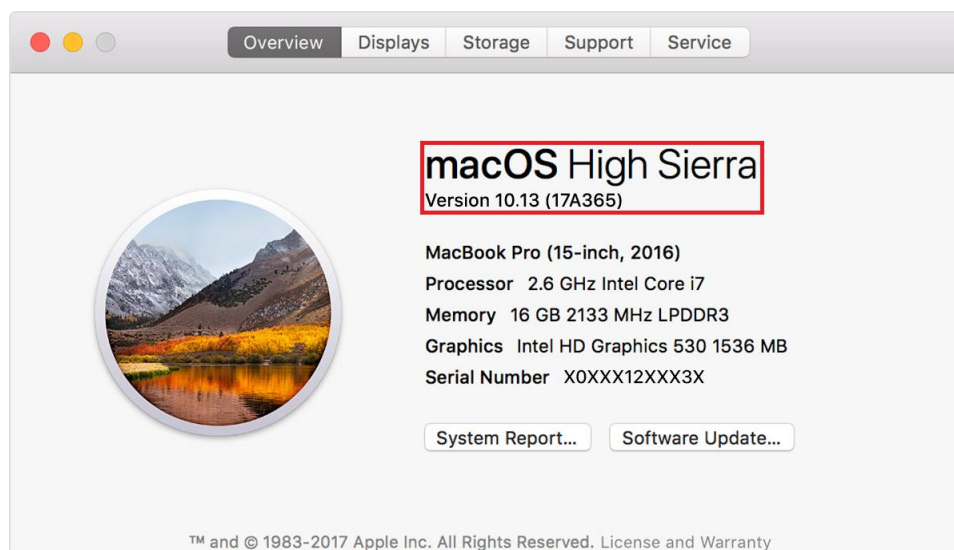 Overview Displays Storage Support Service
macOS High Sierra
Version 10.13 (17A365)
MacBook Pro (15-inch, 2016)
Processor 2.6 GHz Intel Core i7
Memory 16 GB 2133 MHz LPDDR3
Graphics Intel HD Graphics 530 1536 MB
Serial Number X0XXX12XXX3X
System Report... Software Update...
™ and © 1983-2017 Apple Inc. All Rights Reserved. License and Warranty